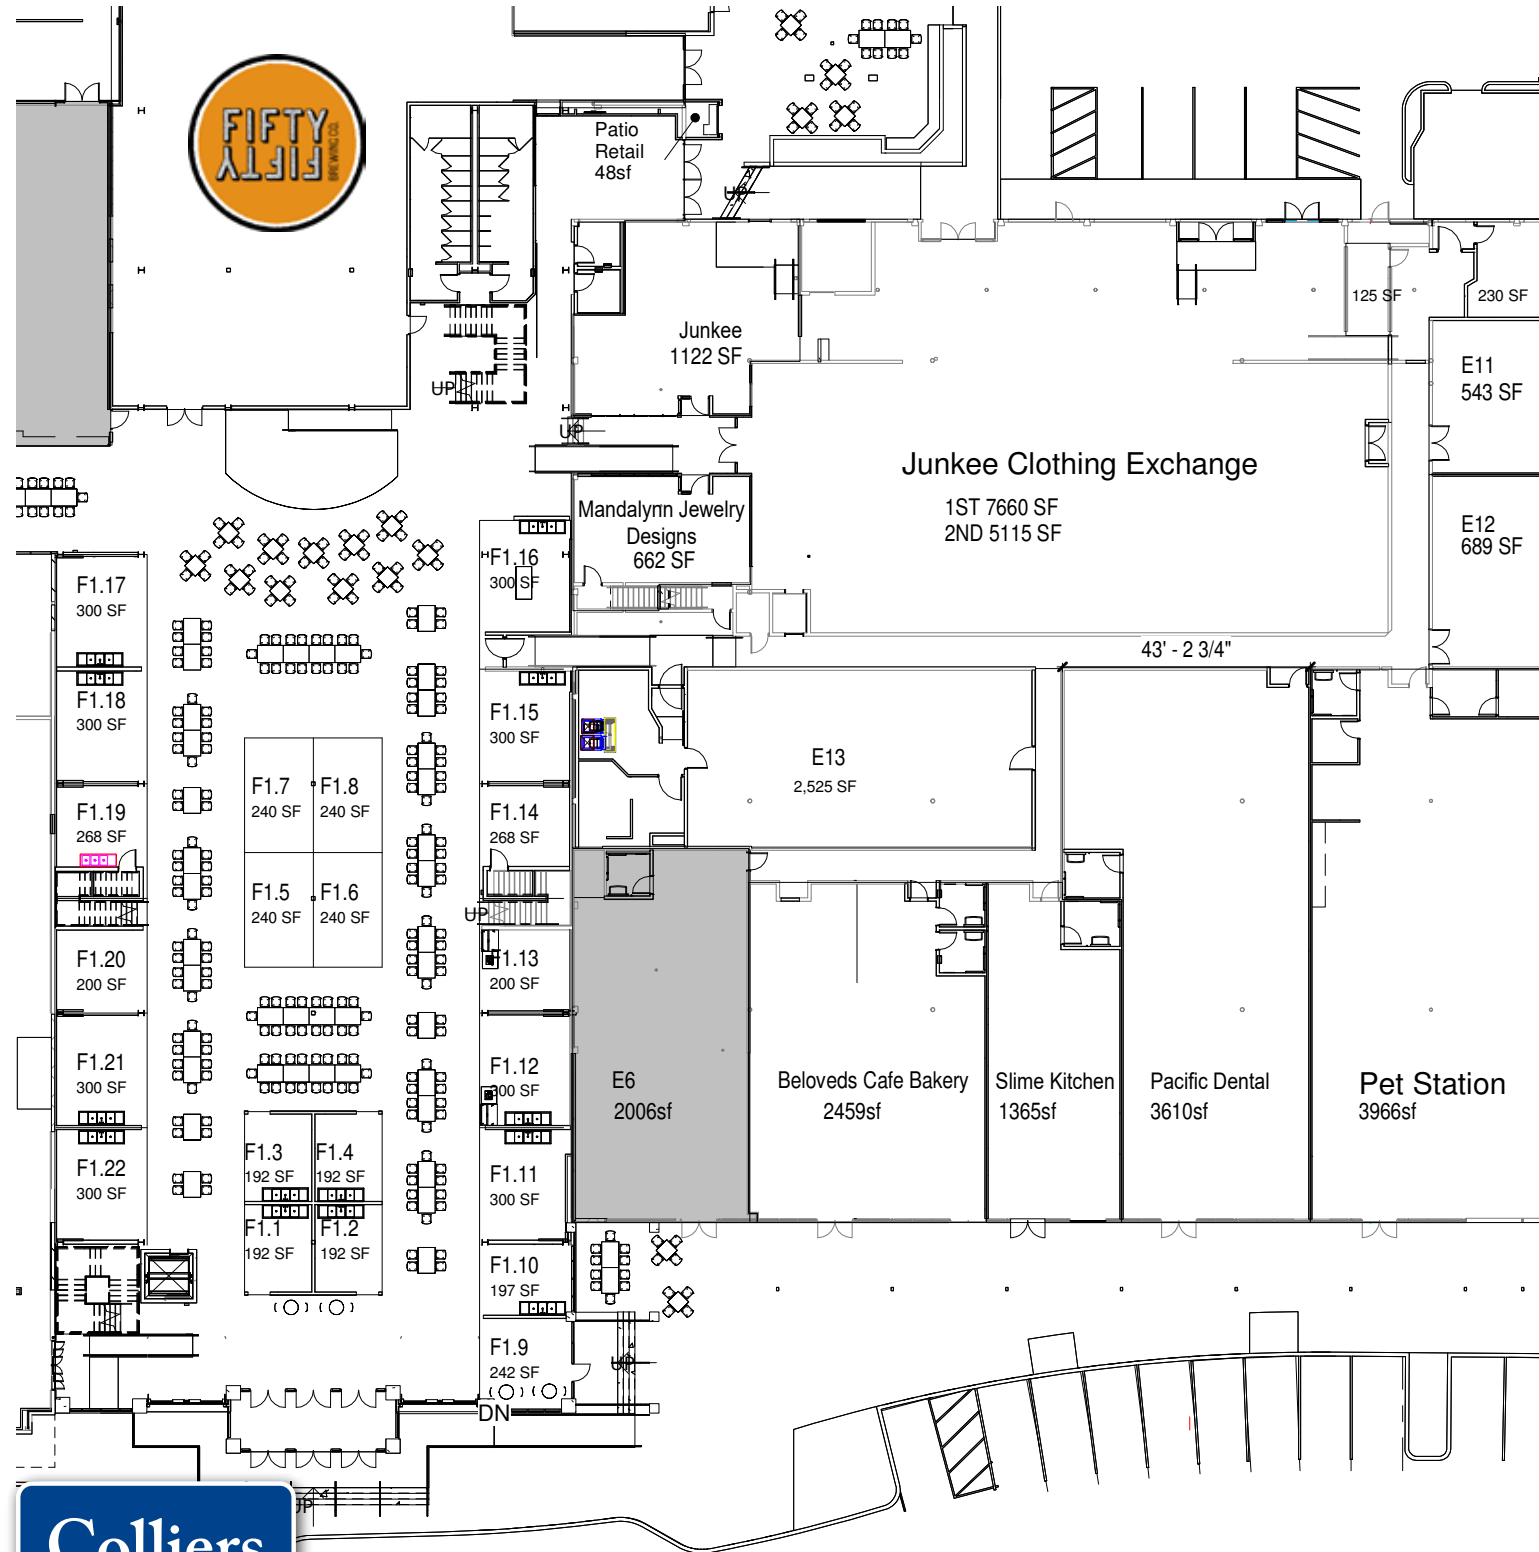 FIFTY
FIFTY
BREWING CO.
Patio
Retail
48sf
UP
125 SF
230 SF
Junkee
1122 SF
E11
543 SF
UP
UP
Junkee Clothing Exchange
1ST 7660 SF
2ND 5115 SF
Mandalynn Jewelry
Designs
662 SF
E12
689 SF
F1.16
300 SF
F1.17
300 SF
43' - 2 3/4"
F1.18
300 SF
F1.15
300 SF
E13
2,525 SF
F1.7
240 SF
F1.8
240 SF
F1.19
268 SF
F1.14
268 SF
F1.5
240 SF
F1.6
240 SF
UP
F1.20
200 SF
F1.13
200 SF
F1.21
300 SF
F1.12
300 SF
E6
2006sf
Beloveds Cafe Bakery
2459sf
Slime Kitchen
1365sf
Pacific Dental
3610sf
Pet Station
3966sf
F1.3
192 SF
F1.4
192 SF
F1.22
300 SF
F1.11
300 SF
F1.1
192 SF
F1.2
192 SF
F1.10
197 SF
F1.9
242 SF
UP
DN
UP
Colliers